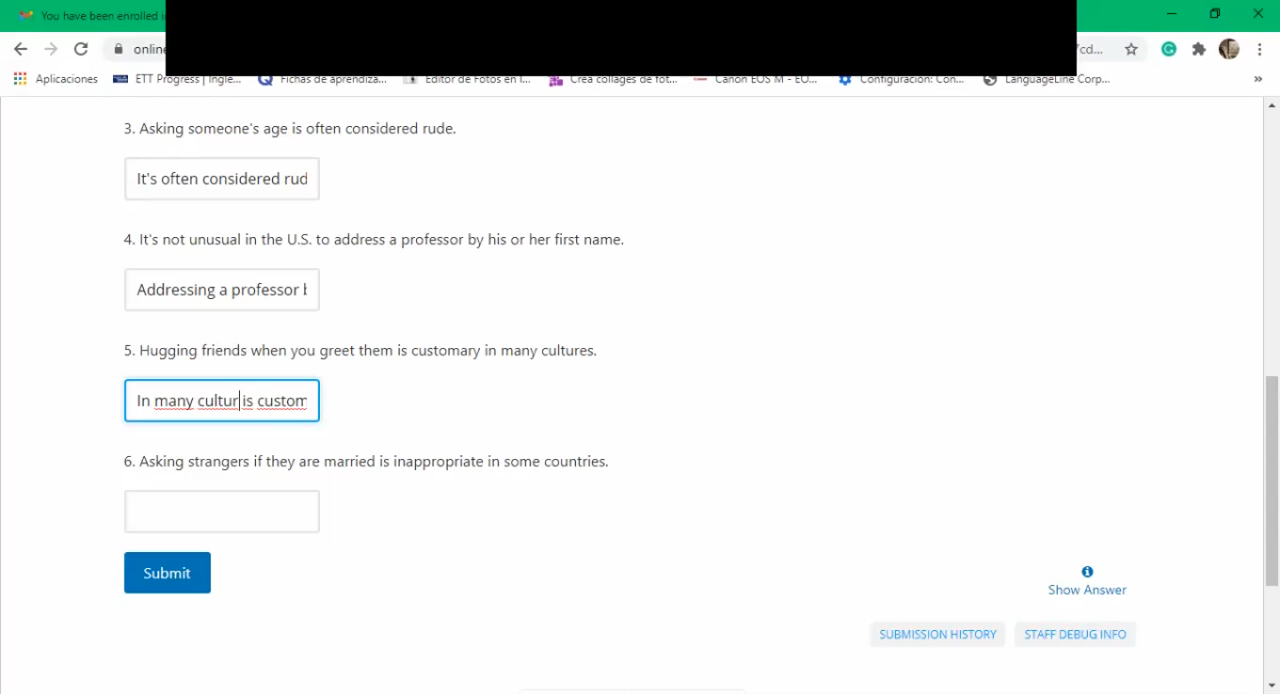 You have been enrolled i
online
/cd...
Aplicaciones ETT Progress | Ingle... Fichas de aprendiza... Editor de Fotos en l... Crea collages de fot... Canon EOS M - EO... Configuración: Con... LanguageLine Corp... »
3. Asking someone's age is often considered rude.
It's often considered rud
4. It's not unusual in the U.S. to address a professor by his or her first name.
Addressing a professor b
5. Hugging friends when you greet them is customary in many cultures.
In many cultur is custom
6. Asking strangers if they are married is inappropriate in some countries.
Submit
Show Answer
SUBMISSION HISTORY STAFF DEBUG INFO